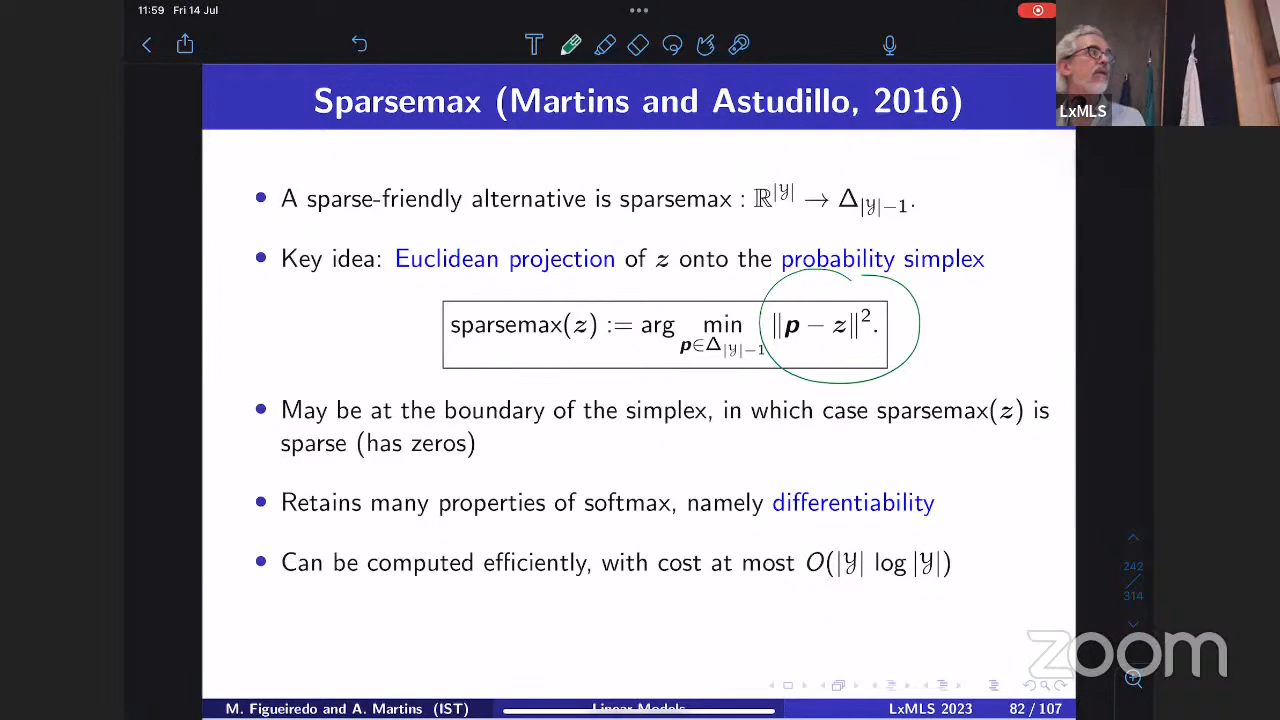 11:59 Fri 14 Jul
T
Sparsemax (Martins and Astudillo, 2016)
LxMLS
• A sparse-friendly alternative is sparsemax : ℝ^|𝒴| → Δ_|𝒴|−1.
• Key idea: Euclidean projection of z onto the probability simplex
sparsemax(z) := arg min_{p∈Δ_|𝒴|−1} ‖p − z‖².
• May be at the boundary of the simplex, in which case sparsemax(z) is
sparse (has zeros)
• Retains many properties of softmax, namely differentiability
• Can be computed efficiently, with cost at most O(|𝒴| log |𝒴|)
242
314
zoom
M. Figueiredo and A. Martins (IST) Linear Models LxMLS 2023 82 / 107